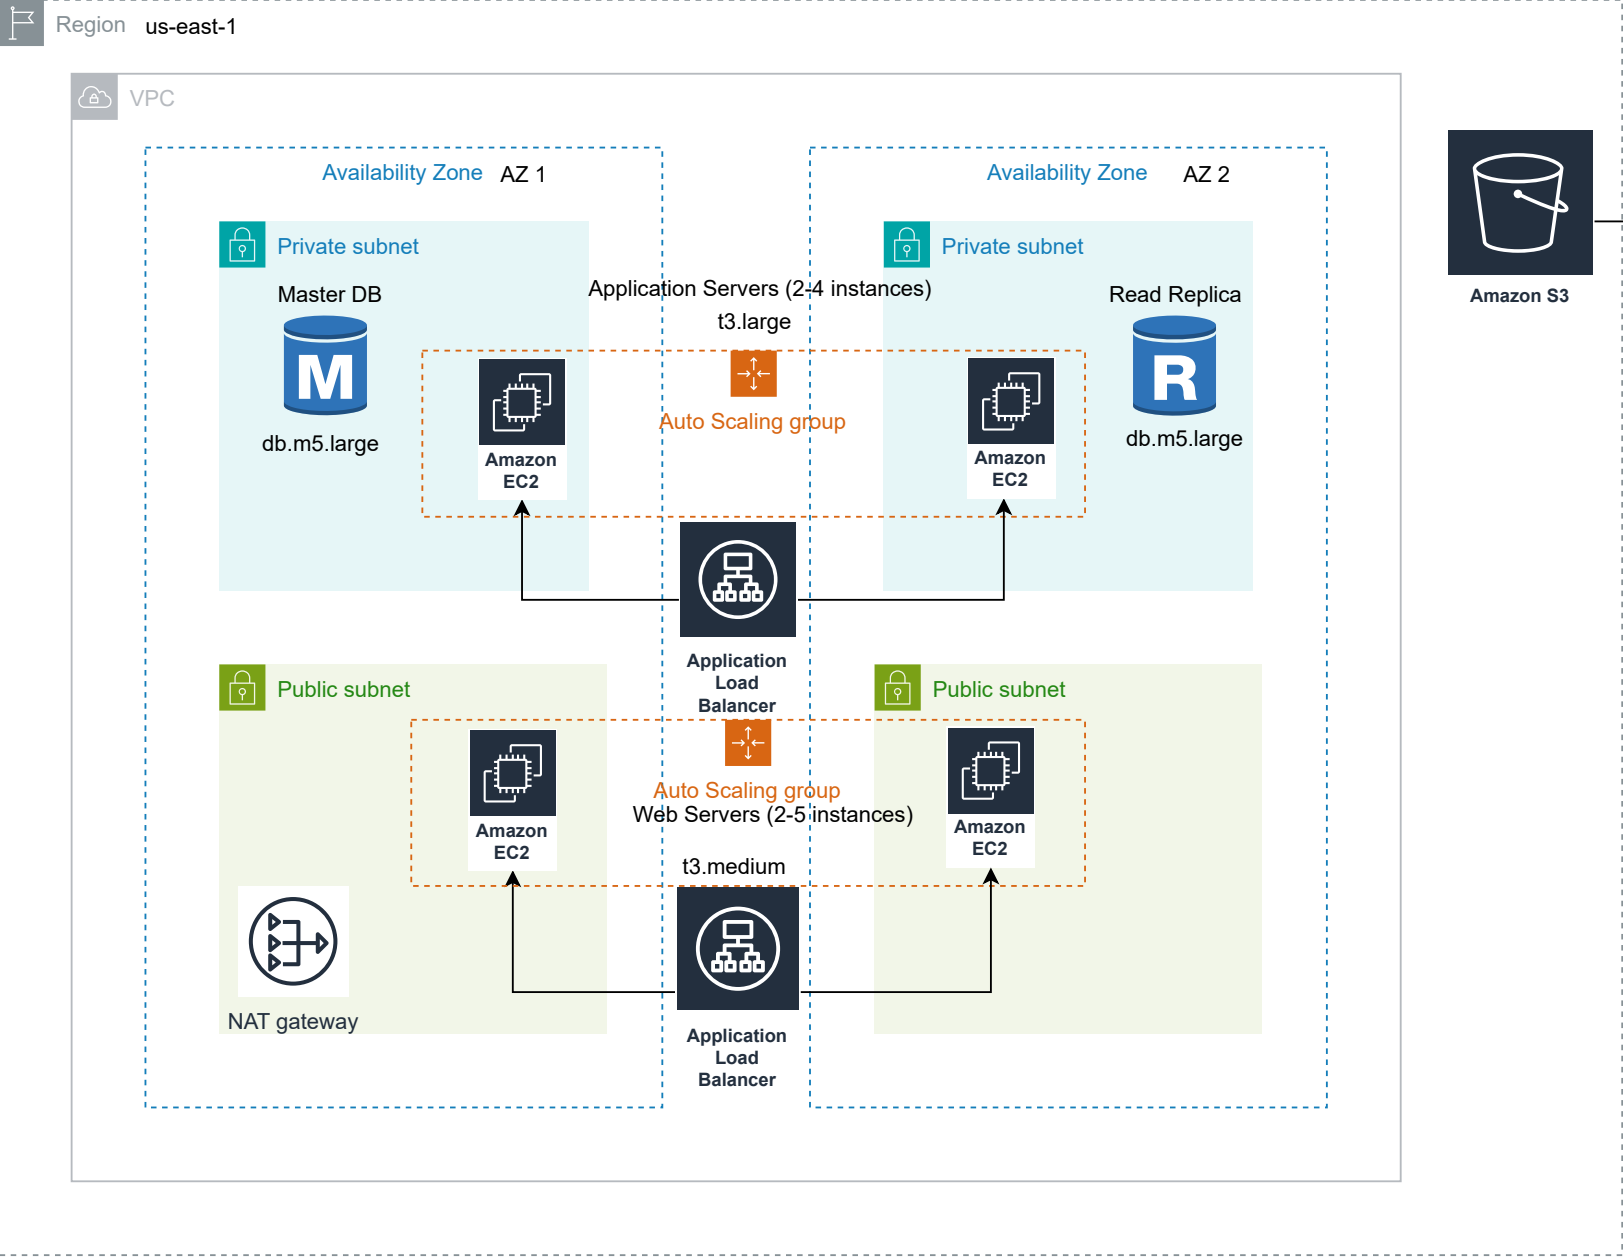 Region us-east-1
VPC
Availability Zone AZ 1
Availability Zone AZ 2
Private subnet
Private subnet
Master DB
M
db.m5.large
Application Servers (2-4 instances)
t3.large
Auto Scaling group
Amazon
EC2
Amazon
EC2
Read Replica
R
db.m5.large
Amazon S3
Application
Load
Balancer
Public subnet
Public subnet
Auto Scaling group
Web Servers (2-5 instances)
t3.medium
Amazon
EC2
Amazon
EC2
NAT gateway
Application
Load
Balancer